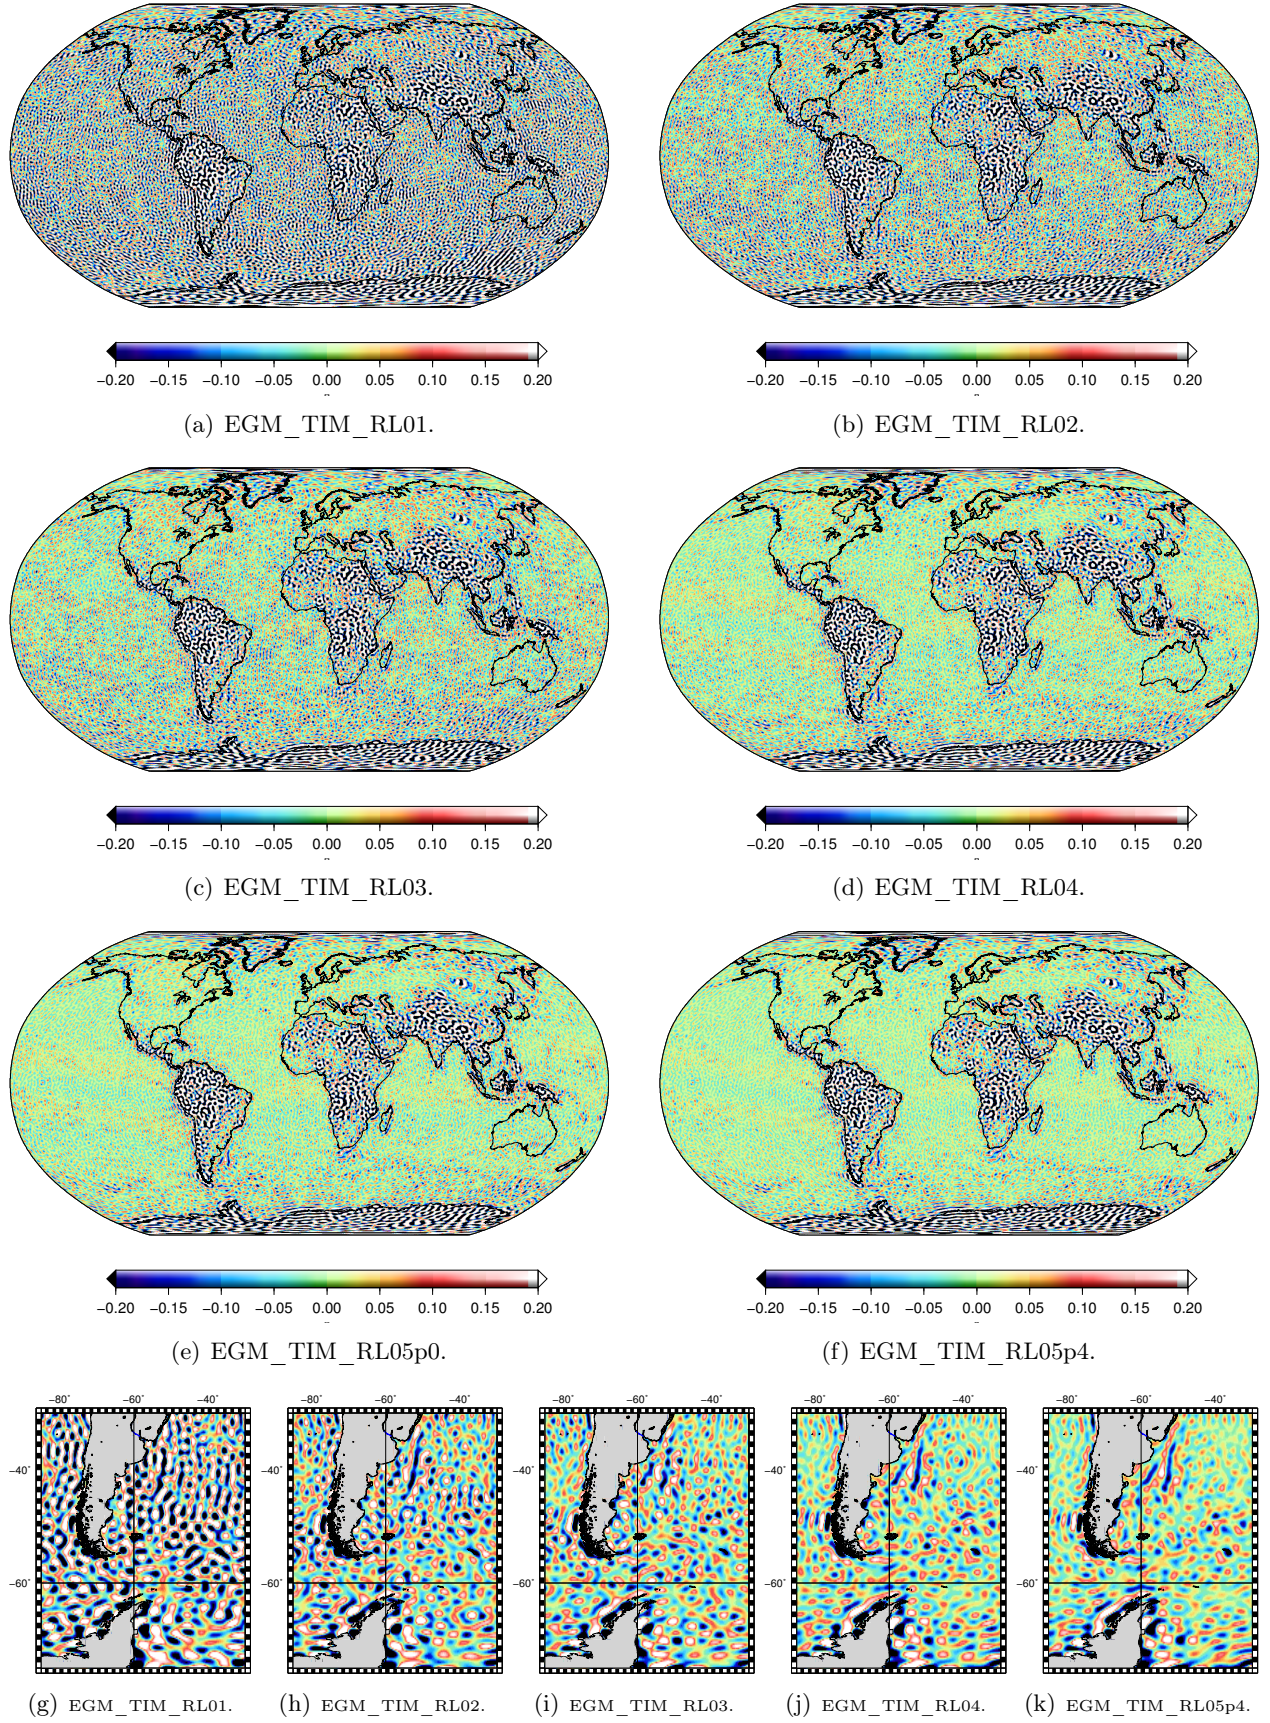 −0.20 −0.15 −0.10 −0.05 0.00 0.05 0.10 0.15 0.20
−0.20 −0.15 −0.10 −0.05 0.00 0.05 0.10 0.15 0.20
(a) EGM_TIM_RL01.
(b) EGM_TIM_RL02.
−0.20 −0.15 −0.10 −0.05 0.00 0.05 0.10 0.15 0.20
−0.20 −0.15 −0.10 −0.05 0.00 0.05 0.10 0.15 0.20
(c) EGM_TIM_RL03.
(d) EGM_TIM_RL04.
−0.20 −0.15 −0.10 −0.05 0.00 0.05 0.10 0.15 0.20
−0.20 −0.15 −0.10 −0.05 0.00 0.05 0.10 0.15 0.20
(e) EGM_TIM_RL05p0.
(f) EGM_TIM_RL05p4.
−80° −60° −40°
−80° −60° −40°
−80° −60° −40°
−80° −60° −40°
−80° −60° −40°
−40° −40° −40° −40° −40°
−60° −60° −60° −60° −60°
(g) EGM_TIM_RL01.
(h) EGM_TIM_RL02.
(i) EGM_TIM_RL03.
(j) EGM_TIM_RL04.
(k) EGM_TIM_RL05p4.